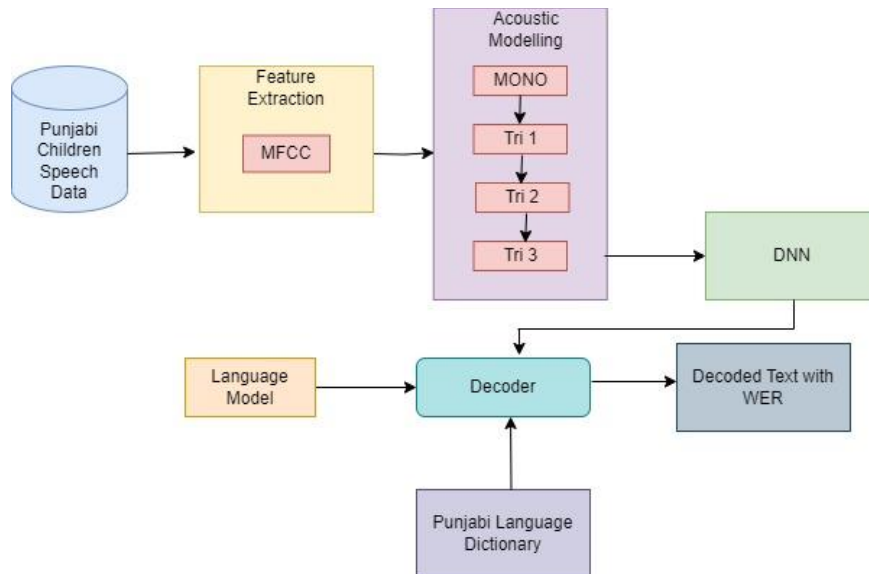 Acoustic
Modelling
MONO
Tri 1
Tri 2
Tri 3
Feature
Extraction
MFCC
Punjabi
Children
Speech
Data
DNN
Language
Model
Decoder
Decoded Text with
WER
Punjabi Language
Dictionary